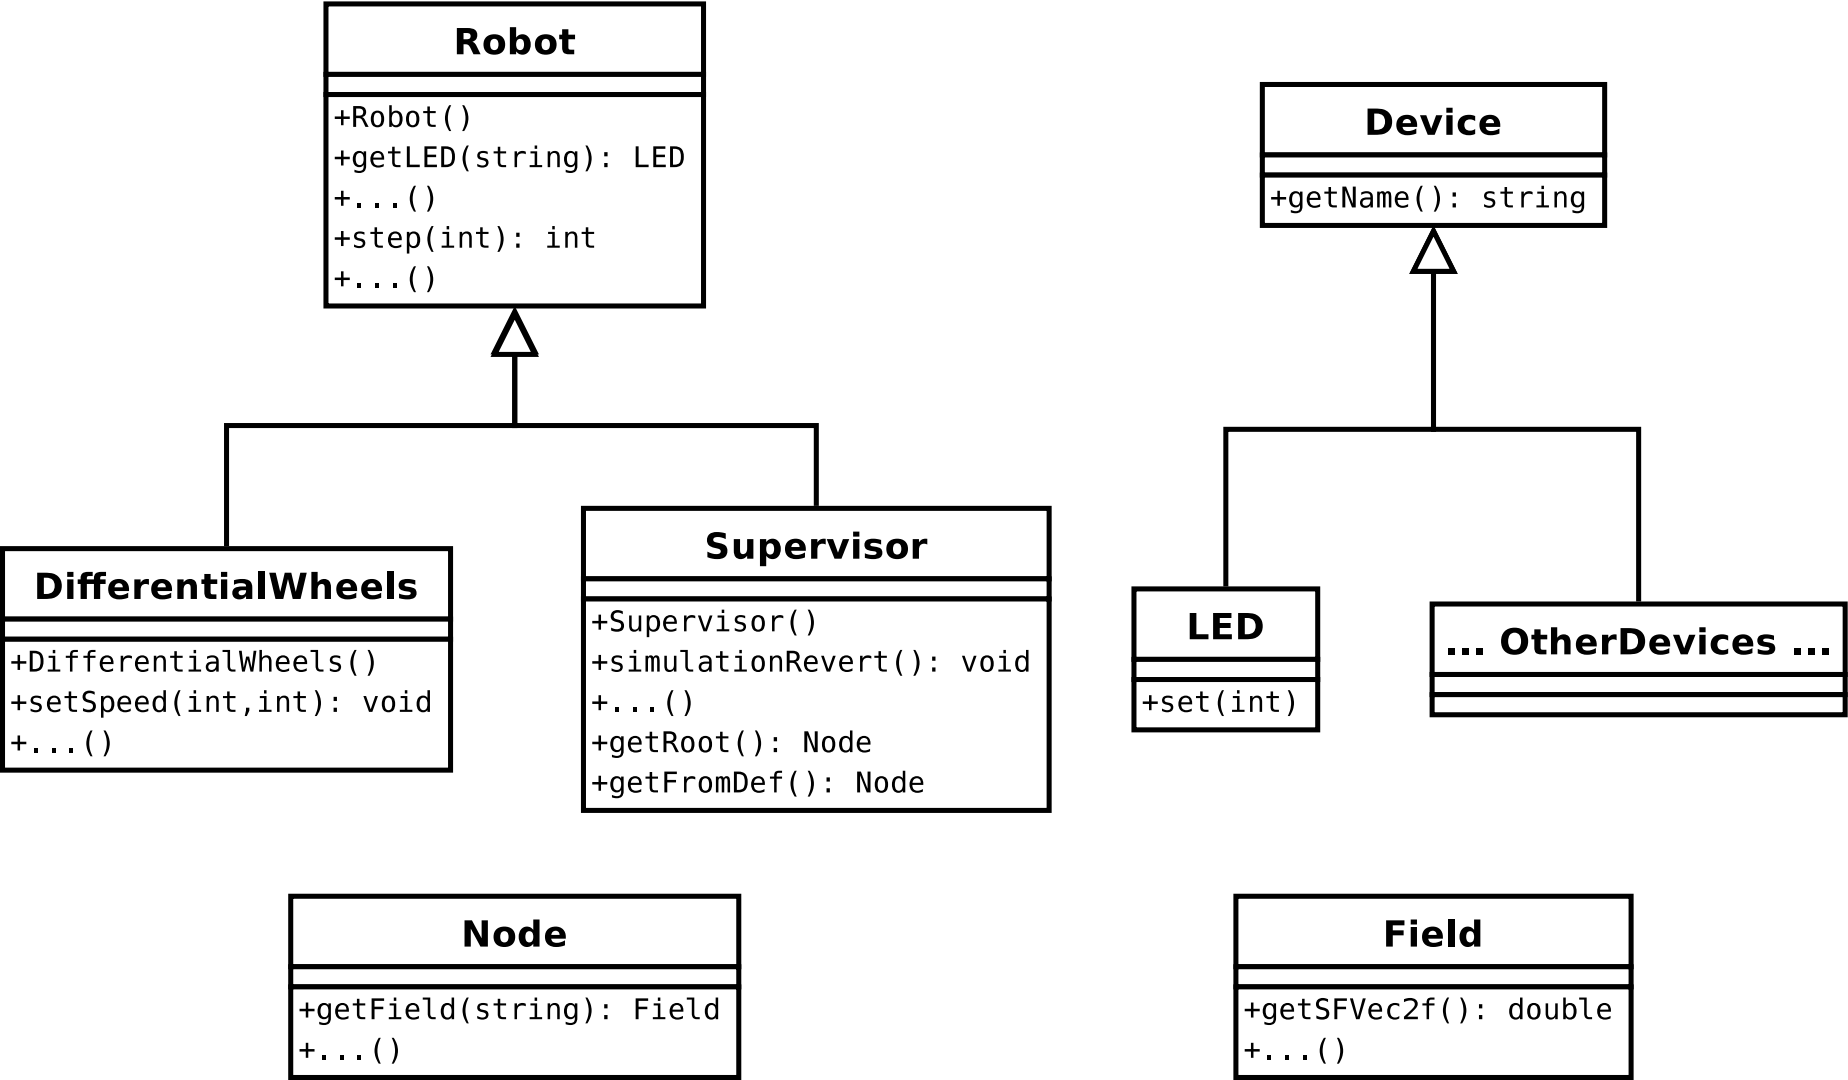 Robot
+Robot()
+getLED(string): LED
+...()
+step(int): int
+...()
Device
+getName(): string
DifferentialWheels
+DifferentialWheels()
+setSpeed(int,int): void
+...()
Supervisor
+Supervisor()
+simulationRevert(): void
+...()
+getRoot(): Node
+getFromDef(): Node
LED
+set(int)
... OtherDevices ...
Node
+getField(string): Field
+...()
Field
+getSFVec2f(): double
+...()